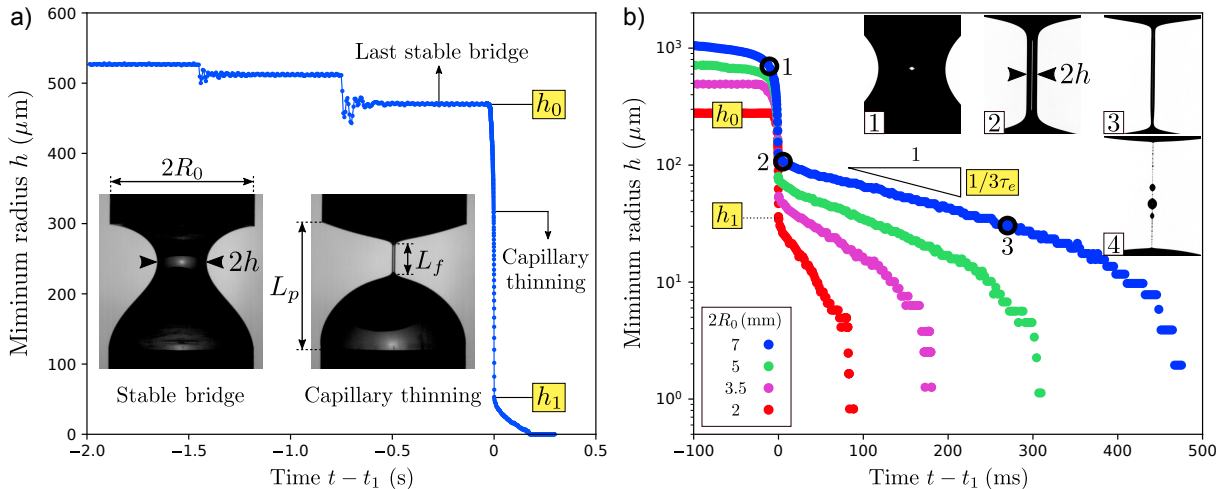 a)
600
500
400
300
200
100
0
Miminum radius h (μm)
−2.0
−1.5
−1.0
−0.5
0
0.5
Time t − t₁ (s)
Last stable bridge
h₀
2R₀
2h
Lₚ
L_f
Capillary
thinning
Stable bridge
Capillary thinning
h₁
b)
10³
10²
10¹
10⁰
Miminum radius h (μm)
−100
0
100
200
300
400
500
Time t − t₁ (ms)
1
2h
1
2
3
h₀
2
1
1/3τₑ
h₁
3
4
2R₀(mm)
7
5
3.5
2